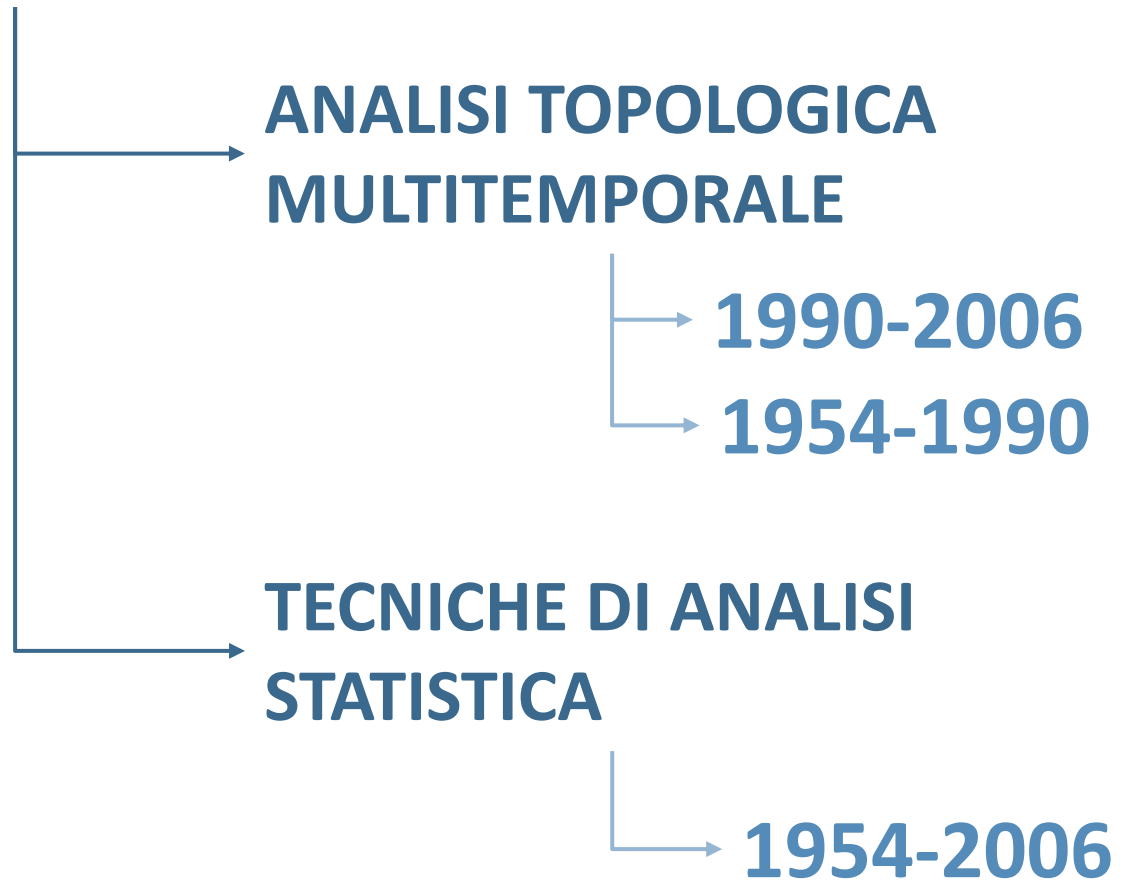 ANALISI TOPOLOGICA
MULTITEMPORALE
1990-2006
1954-1990
TECNICHE DI ANALISI
STATISTICA
1954-2006